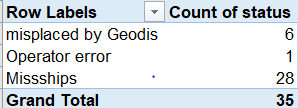 Row Labels Count of status
misplaced by Geodis 6
Operator error 1
Missships 28
Grand Total 35